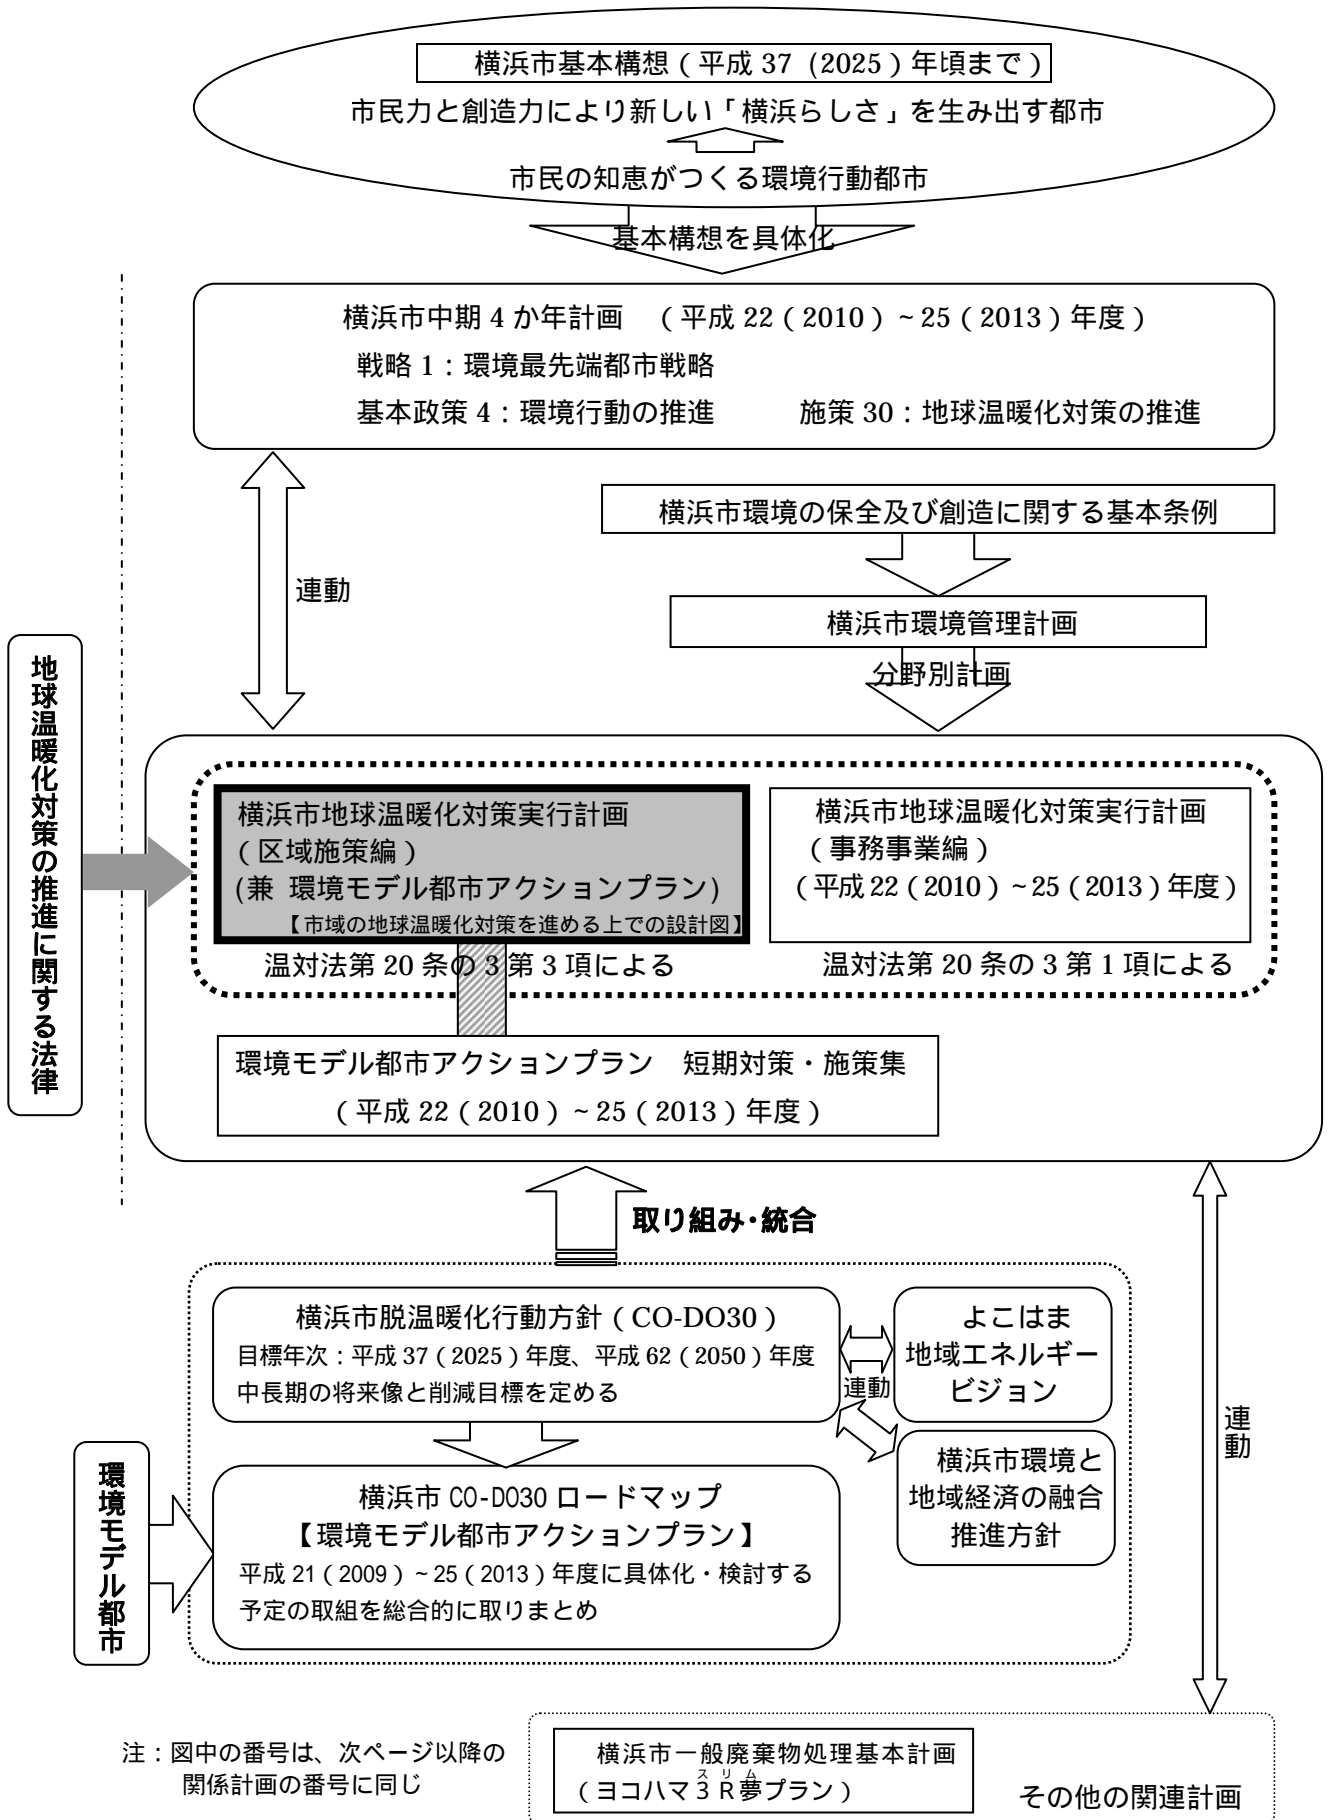 横浜市基本構想（平成 37（2025）年頃まで）
市民力と創造力により新しい「横浜らしさ」を生み出す都市
市民の知恵がつくる環境行動都市
基本構想を具体化
横浜市中期 4 か年計画　（平成 22（2010）~25（2013）年度）
戦略 1：環境最先端都市戦略
基本政策 4：環境行動の推進　　施策 30：地球温暖化対策の推進
連動
横浜市環境の保全及び創造に関する基本条例
横浜市環境管理計画
分野別計画
地球温暖化対策の推進に関する法律
横浜市地球温暖化対策実行計画
（区域施策編）
(兼 環境モデル都市アクションプラン)
【市域の地球温暖化対策を進める上での設計図】
温対法第 20 条の 3 第 3 項による
横浜市地球温暖化対策実行計画
（事務事業編）
（平成 22（2010）~25（2013）年度）
温対法第 20 条の 3 第 1 項による
環境モデル都市アクションプラン　短期対策・施策集
（平成 22（2010）~25（2013）年度）
取り組み・統合
横浜市脱温暖化行動方針（CO-DO30）
目標年次：平成 37（2025）年度、平成 62（2050）年度
中長期の将来像と削減目標を定める
連動
よこはま
地域エネルギー
ビジョン
横浜市環境と
地域経済の融合
推進方針
連動
環境モデル都市
横浜市 CO-DO30 ロードマップ
【環境モデル都市アクションプラン】
平成 21（2009）~25（2013）年度に具体化・検討する
予定の取組を総合的に取りまとめ
注：図中の番号は、次ページ以降の
関係計画の番号に同じ
横浜市一般廃棄物処理基本計画
スリム
（ヨコハマ３Ｒ夢プラン）
その他の関連計画